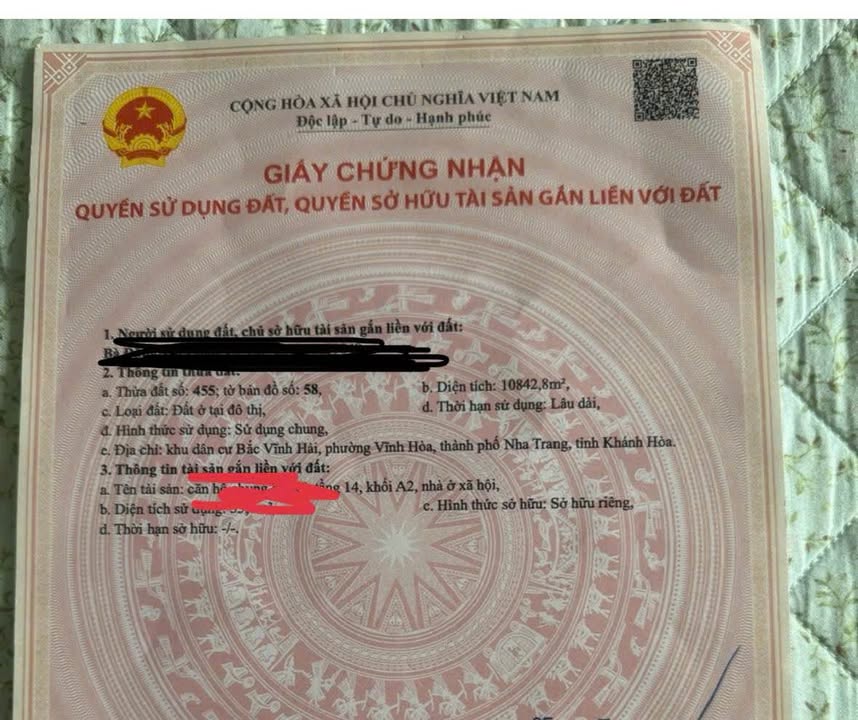 CỘNG HÒA XÃ HỘI CHỦ NGHĨA VIỆT NAM
Độc lập - Tự do - Hạnh phúc
GIẤY CHỨNG NHẬN
QUYỀN SỬ DỤNG ĐẤT, QUYỀN SỞ HỮU TÀI SẢN GẮN LIỀN VỚI ĐẤT
1. Người sử dụng đất, chủ sở hữu tài sản gắn liền với đất:
Bà
2. Thông tin thửa đất:
a. Thửa đất số: 455; tờ bản đồ số: 58,
b. Diện tích: 10842,8m²,
c. Loại đất: Đất ở tại đô thị,
d. Thời hạn sử dụng: Lâu dài,
đ. Hình thức sử dụng: Sử dụng chung,
e. Địa chỉ: khu dân cư Bắc Vĩnh Hải, phường Vĩnh Hòa, thành phố Nha Trang, tỉnh Khánh Hòa.
3. Thông tin tài sản gắn liền với đất:
a. Tên tài sản: căn hộ chung tầng 14, khối A2, nhà ở xã hội,
b. Diện tích sử dụng:
c. Hình thức sở hữu: Sở hữu riêng,
d. Thời hạn sở hữu: -/-.